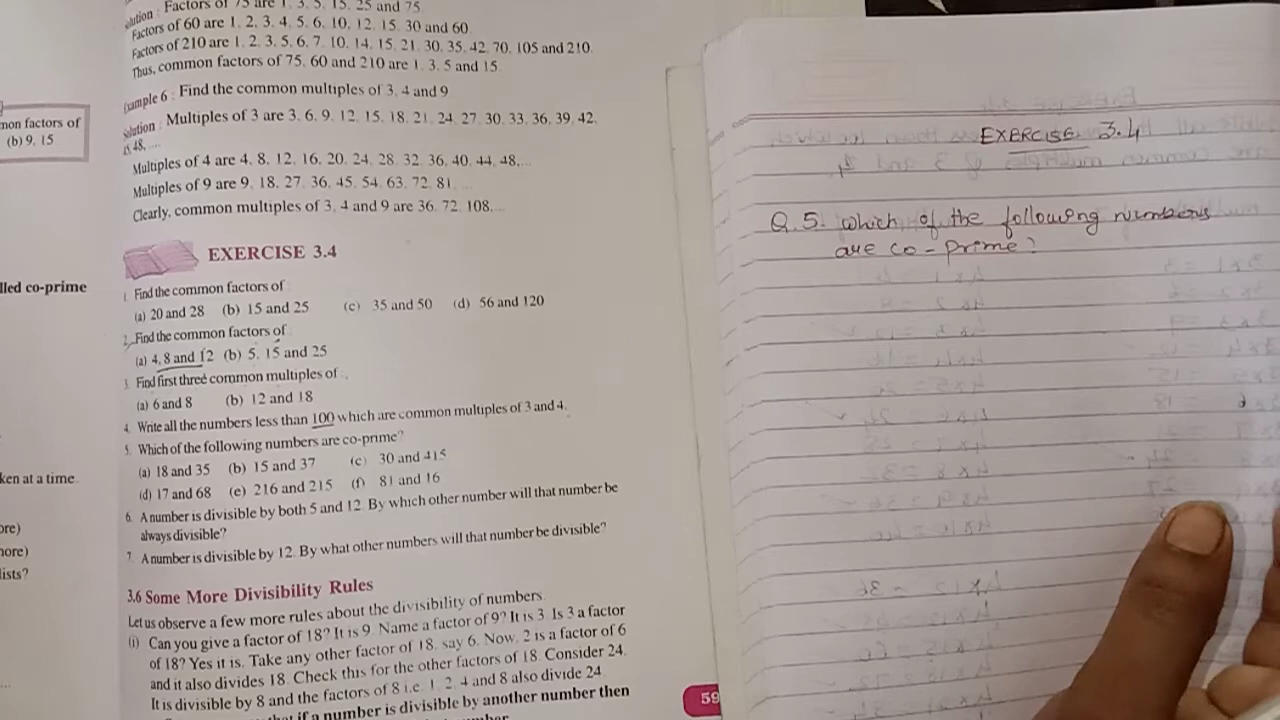 Factors of 75 are 1, 3, 5, 15, 25 and 75
Factors of 60 are 1, 2, 3, 4, 5, 6, 10, 12, 15, 30 and 60
Factors of 210 are 1, 2, 3, 5, 6, 7, 10, 14, 15, 21, 30, 35, 42, 70, 105 and 210.
Thus, common factors of 75, 60 and 210 are 1, 3, 5 and 15
Example 6 : Find the common multiples of 3, 4 and 9
Solution : Multiples of 3 are 3, 6, 9, 12, 15, 18, 21, 24, 27, 30, 33, 36, 39, 42,
48, ....
Multiples of 4 are 4, 8, 12, 16, 20, 24, 28, 32, 36, 40, 44, 48,...
Multiples of 9 are 9, 18, 27, 36, 45, 54, 63, 72, 81, ...
Clearly, common multiples of 3, 4 and 9 are 36, 72, 108,...
EXERCISE 3.4
1. Find the common factors of
(a) 20 and 28 (b) 15 and 25 (c) 35 and 50 (d) 56 and 120
2. Find the common factors of
(a) 4, 8 and 12 (b) 5, 15 and 25
3. Find first three common multiples of
(a) 6 and 8 (b) 12 and 18
4. Write all the numbers less than 100 which are common multiples of 3 and 4.
5. Which of the following numbers are co-prime?
(a) 18 and 35 (b) 15 and 37 (c) 30 and 415
(d) 17 and 68 (e) 216 and 215 (f) 81 and 16
6. A number is divisible by both 5 and 12. By which other number will that number be
always divisible?
7. A number is divisible by 12. By what other numbers will that number be divisible?
3.6 Some More Divisibility Rules
Let us observe a few more rules about the divisibility of numbers.
(i) Can you give a factor of 18? It is 9. Name a factor of 9? It is 3. Is 3 a factor
of 18? Yes it is. Take any other factor of 18, say 6. Now, 2 is a factor of 6
and it also divides 18. Check this for the other factors of 18. Consider 24.
It is divisible by 8 and the factors of 8 i.e. 1, 2, 4 and 8 also divide 24.
if a number is divisible by another number then
59
factors of
(b) 9, 15
co-prime
at a time
EXERCISE 3.4
Q.5. Which of the following numbers
are co-prime?